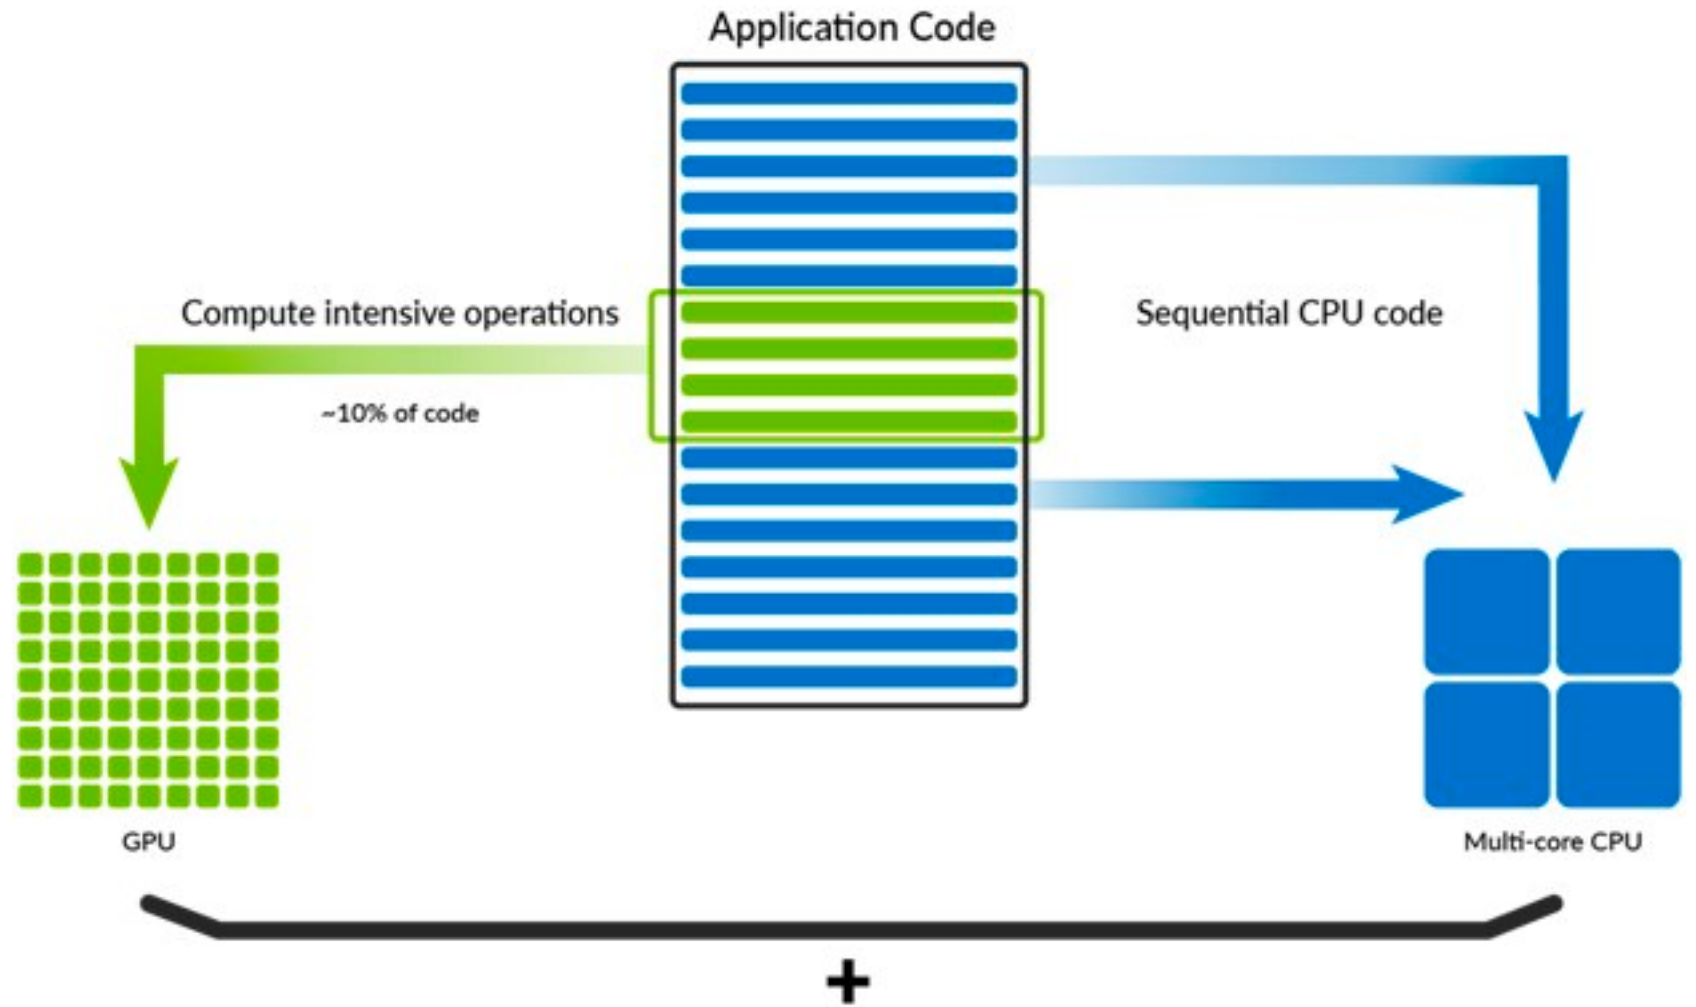 Application Code
Compute intensive operations
Sequential CPU code
~10% of code
GPU
Multi-core CPU
+